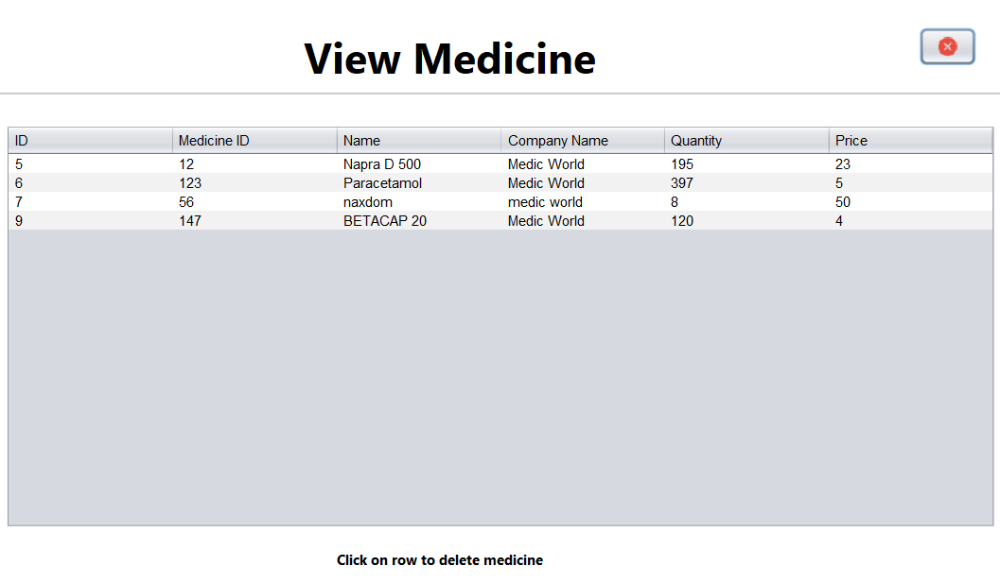 View Medicine
ID Medicine ID Name Company Name Quantity Price
5 12 Napra D 500 Medic World 195 23
6 123 Paracetamol Medic World 397 5
7 56 naxdom medic world 8 50
9 147 BETACAP 20 Medic World 120 4
Click on row to delete medicine